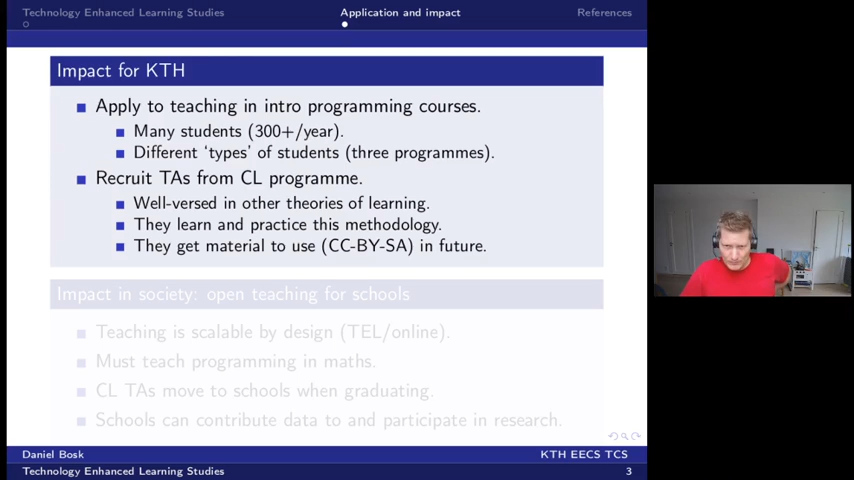 Technology Enhanced Learning Studies
Application and impact
References
Impact for KTH
Apply to teaching in intro programming courses.
Many students (300+/year).
Different ‘types’ of students (three programmes).
Recruit TAs from CL programme.
Well-versed in other theories of learning.
They learn and practice this methodology.
They get material to use (CC-BY-SA) in future.
Impact in society: open teaching for schools
Teaching is scalable by design (TEL/online).
Must teach programming in maths.
CL TAs move to schools when graduating.
Schools can contribute data to and participate in research.
Daniel Bosk
KTH EECS TCS
Technology Enhanced Learning Studies
3